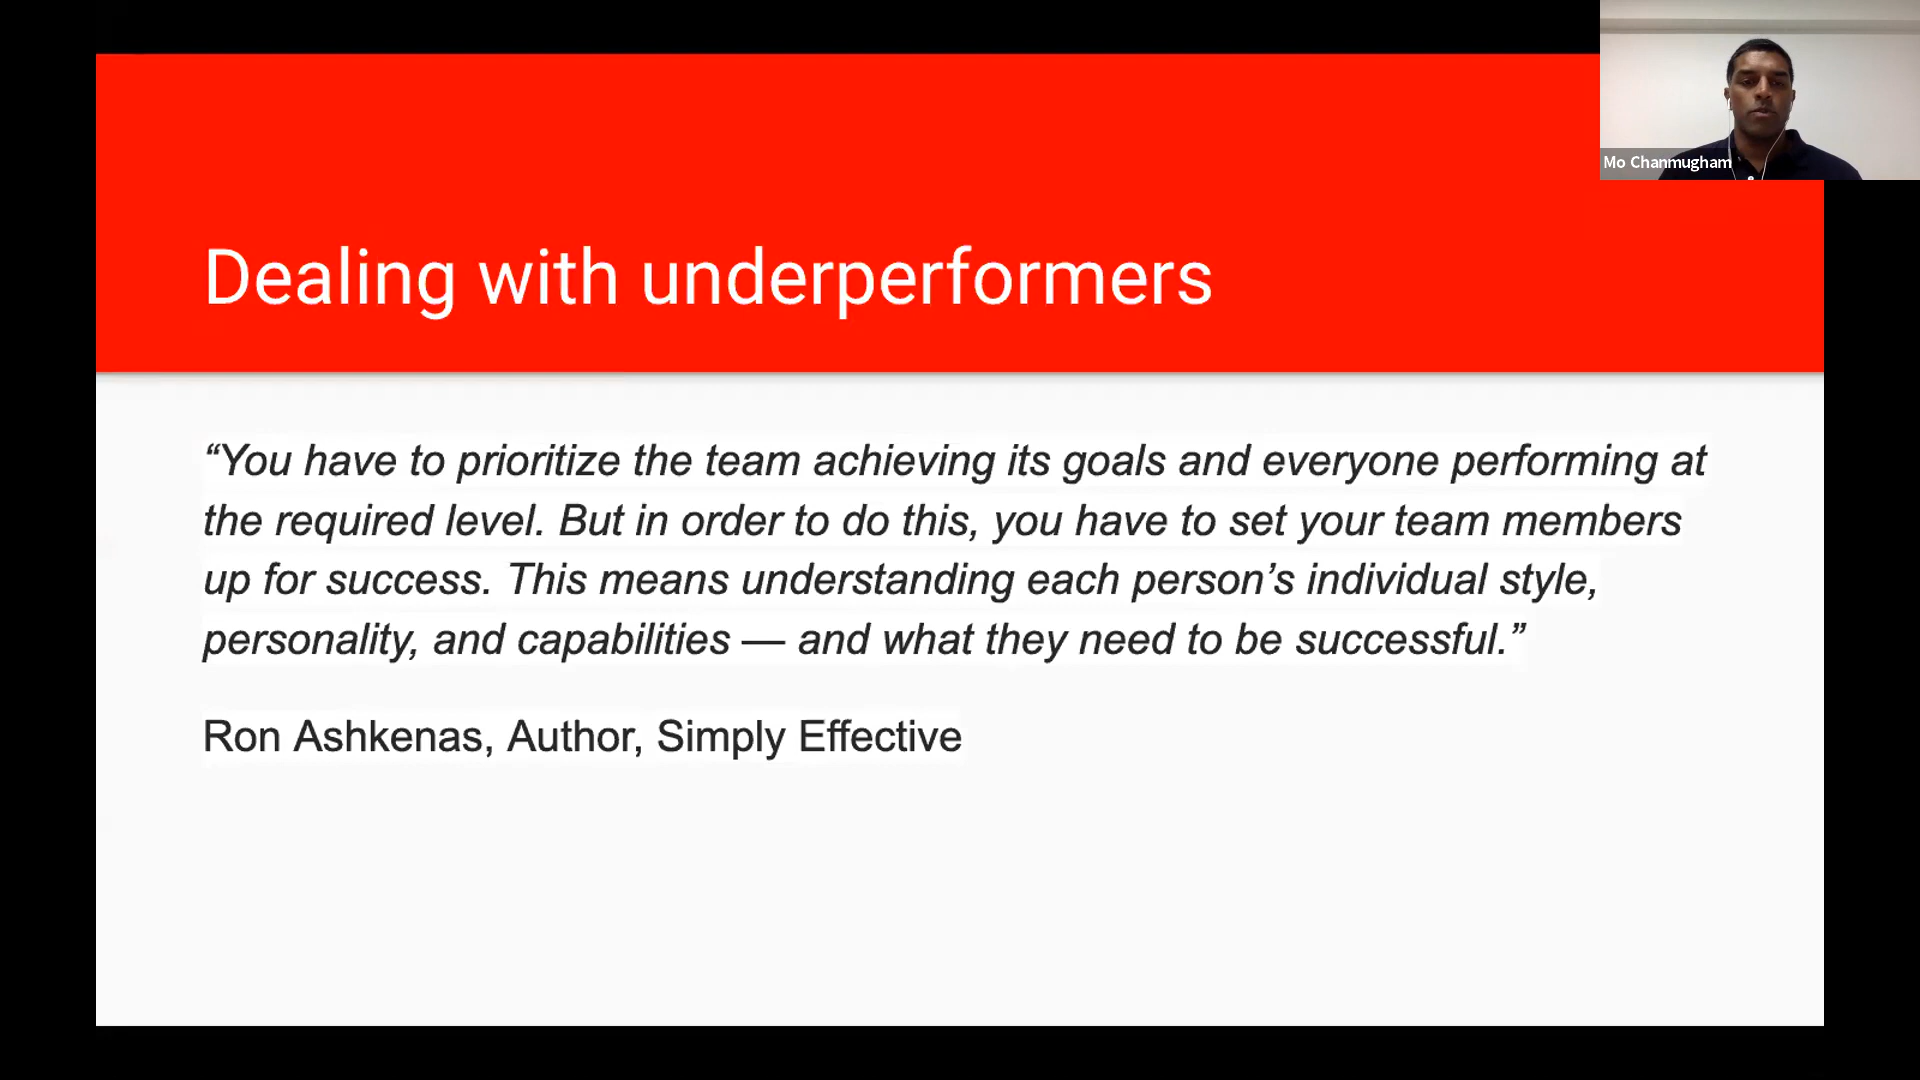 Mo Chanmugham
Dealing with underperformers
“You have to prioritize the team achieving its goals and everyone performing at
the required level. But in order to do this, you have to set your team members
up for success. This means understanding each person’s individual style,
personality, and capabilities — and what they need to be successful.”
Ron Ashkenas, Author, Simply Effective